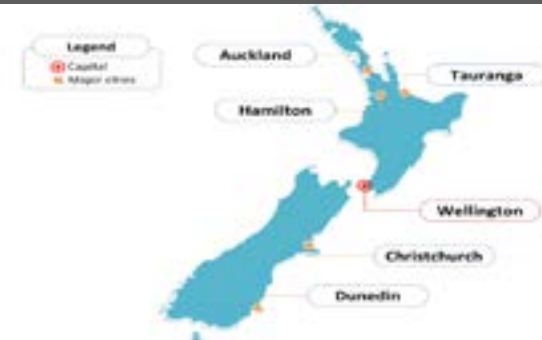 Legend
Capital
Major cities
Auckland
Tauranga
Hamilton
Wellington
Christchurch
Dunedin